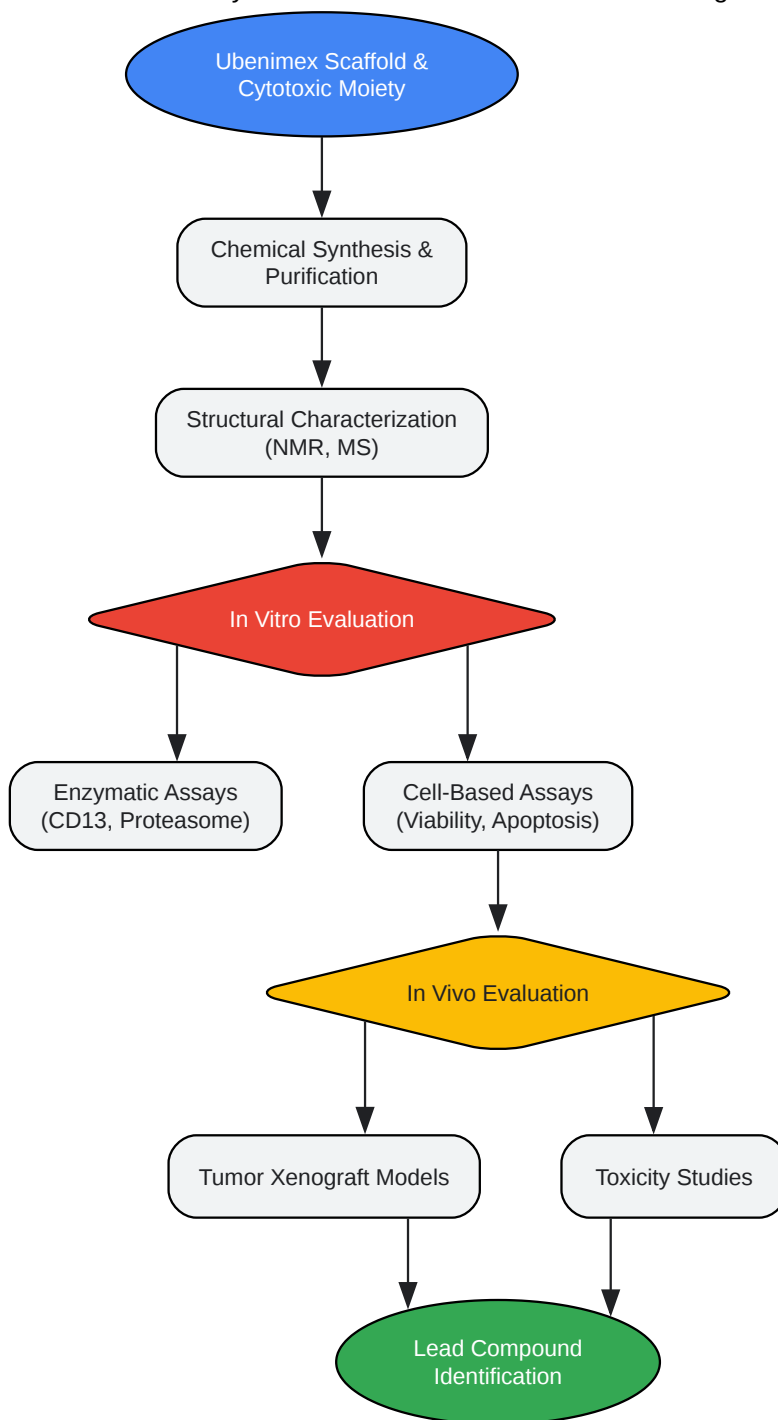 Ubenimex Scaffold &
Cytotoxic Moiety
Chemical Synthesis &
Purification
Structural Characterization
(NMR, MS)
In Vitro Evaluation
Enzymatic Assays
(CD13, Proteasome)
Cell-Based Assays
(Viability, Apoptosis)
In Vivo Evaluation
Tumor Xenograft Models
Toxicity Studies
Lead Compound
Identification